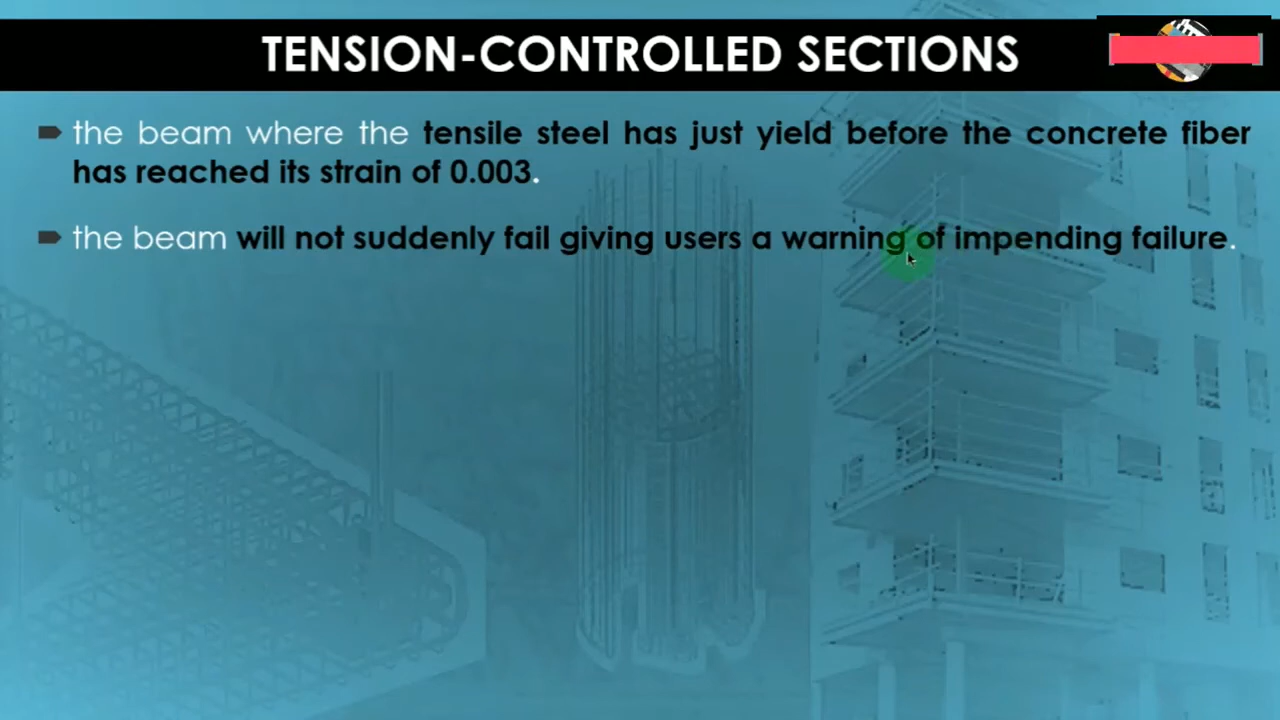 TENSION-CONTROLLED SECTIONS
the beam where the tensile steel has just yield before the concrete fiber
has reached its strain of 0.003.
the beam will not suddenly fail giving users a warning of impending failure.